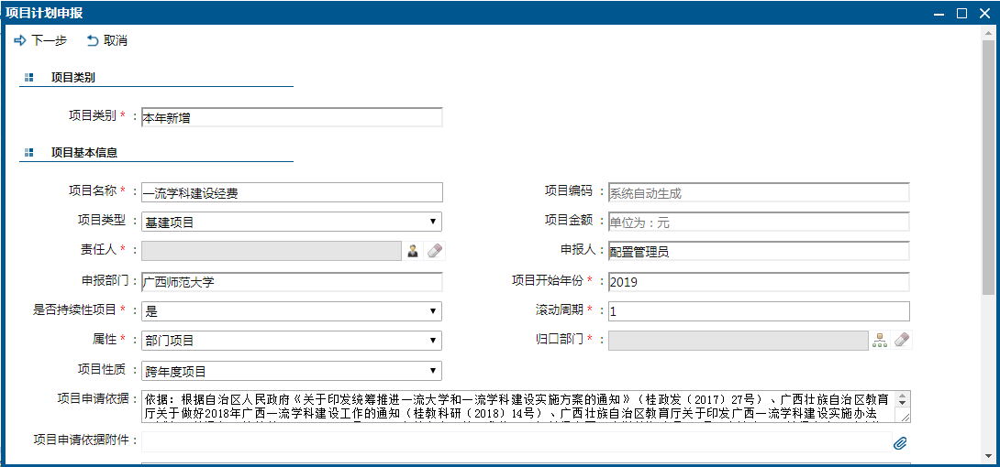 项目计划申报
下一步 取消
项目类别
项目类别 * : 本年新增
项目基本信息
项目名称 * : 一流学科建设经费 项目编码 : 系统自动生成
项目类型 : 基建项目 项目金额 : 单位为：元
责任人 * : 申报人 : 配置管理员
申报部门 : 广西师范大学 项目开始年份 * : 2019
是否持续性项目 * : 是 滚动周期 * : 1
属性 * : 部门项目 归口部门 * :
项目性质 : 跨年度项目
项目申请依据 : 依据：根据自治区人民政府《关于印发统筹推进一流大学和一流学科建设实施方案的通知》（桂政发（2017）27号）、广西壮族自治区教育
厅关于做好2018年广西一流学科建设工作的通知（桂教科研（2018）14号）、广西壮族自治区教育厅关于印发广西一流学科建设实施办法
项目申请依据附件 :